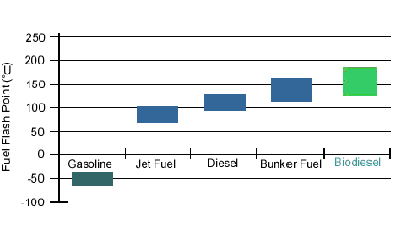 Fuel Flash Point (°□)
250
200
150
100
50
0
-50
-100
Gasoline
Jet Fuel
Diesel
Bunker Fuel
Biodiesel